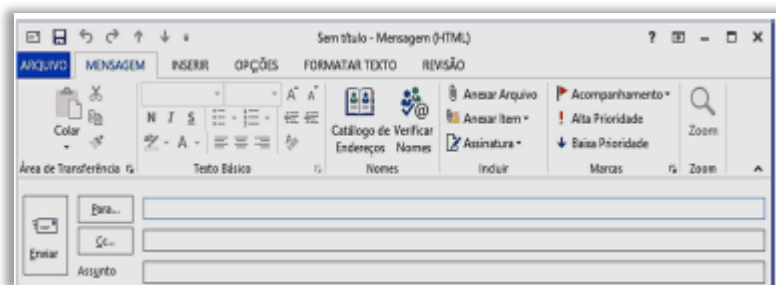 Sem título - Mensagem (HTML) ?
ARQUIVO MENSAGEM INSERIR OPÇÕES FORMATAR TEXTO REVISÃO
Colar
N I S
A A
Catálogo de Endereços
Verificar Nomes
Anexar Arquivo
Anexar Item
Assinatura
Acompanhamento
Alta Prioridade
Baixa Prioridade
Zoom
Área de Transferência Texto Básico Nomes Incluir Marcas Zoom
Enviar
Para...
Cc...
Assunto